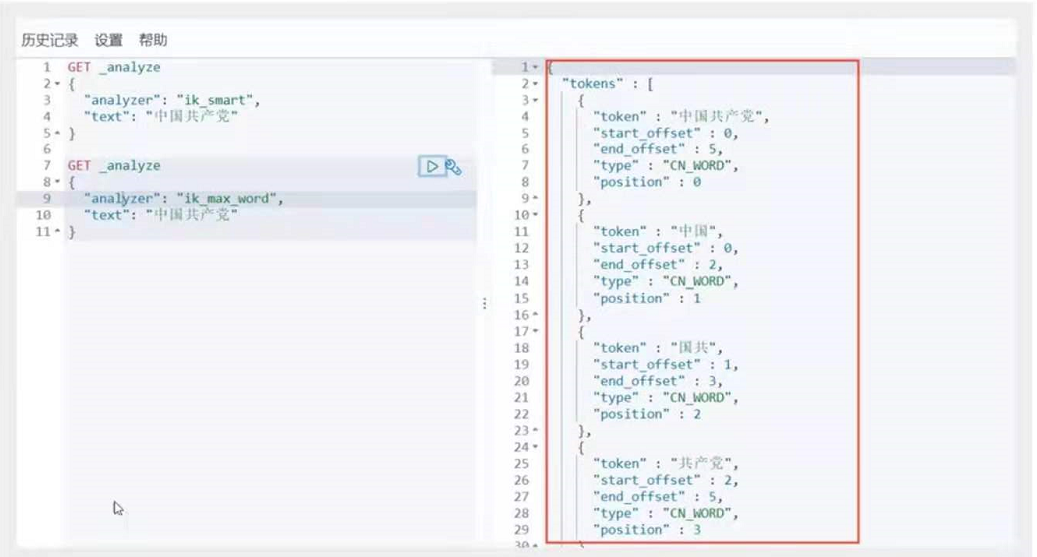 历史记录 设置 帮助
1 GET _analyze
2 {
3 "analyzer": "ik_smart",
4 "text": "中国共产党"
5 }
6
7 GET _analyze
8 {
9 "analyzer": "ik_max_word",
10 "text": "中国共产党"
11 }
1 {
2 "tokens" : [
3 {
4 "token" : "中国共产党",
5 "start_offset" : 0,
6 "end_offset" : 5,
7 "type" : "CN_WORD",
8 "position" : 0
9 },
10 {
11 "token" : "中国",
12 "start_offset" : 0,
13 "end_offset" : 2,
14 "type" : "CN_WORD",
15 "position" : 1
16 },
17 {
18 "token" : "国共",
19 "start_offset" : 1,
20 "end_offset" : 3,
21 "type" : "CN_WORD",
22 "position" : 2
23 },
24 {
25 "token" : "共产党",
26 "start_offset" : 2,
27 "end_offset" : 5,
28 "type" : "CN_WORD",
29 "position" : 3